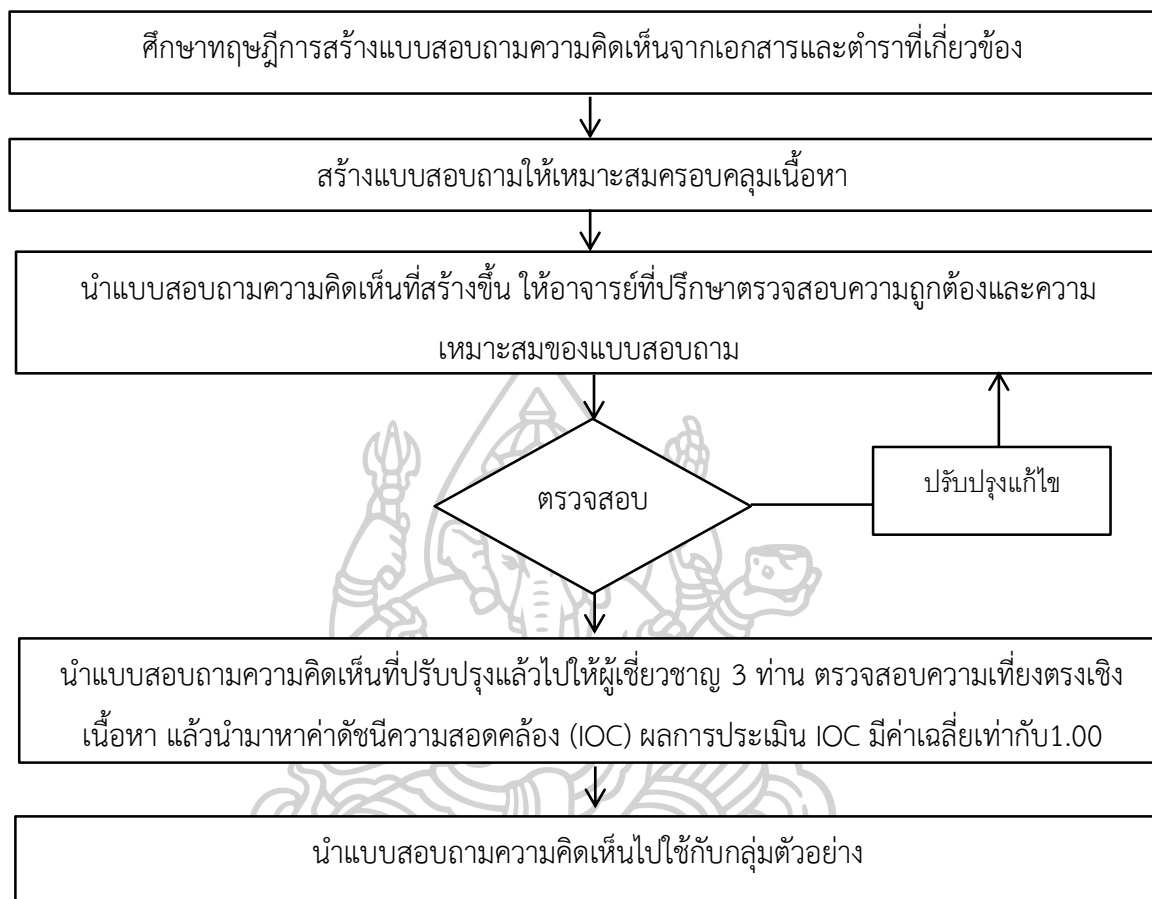 ศึกษาทฤษฎีการสร้างแบบสอบถามความคิดเห็นจากเอกสารและตำราที่เกี่ยวข้อง
สร้างแบบสอบถามให้เหมาะสมครอบคลุมเนื้อหา
นำแบบสอบถามความคิดเห็นที่สร้างขึ้น ให้อาจารย์ที่ปรึกษาตรวจสอบความถูกต้องและความ
เหมาะสมของแบบสอบถาม
ตรวจสอบ
ปรับปรุงแก้ไข
นำแบบสอบถามความคิดเห็นที่ปรับปรุงแล้วไปให้ผู้เชี่ยวชาญ 3 ท่าน ตรวจสอบความเที่ยงตรงเชิง
เนื้อหา แล้วนำมาหาค่าดัชนีความสอดคล้อง (IOC) ผลการประเมิน IOC มีค่าเฉลี่ยเท่ากับ1.00
นำแบบสอบถามความคิดเห็นไปใช้กับกลุ่มตัวอย่าง